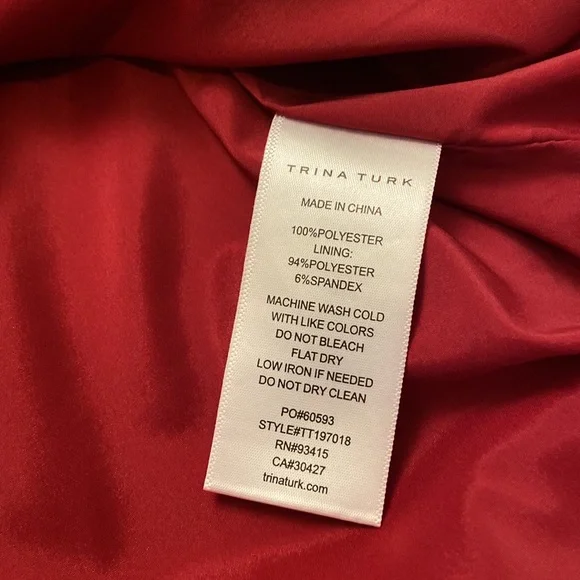 TRINA TURK
MADE IN CHINA
100%POLYESTER
LINING:
94%POLYESTER
6%SPANDEX
MACHINE WASH COLD
WITH LIKE COLORS
DO NOT BLEACH
FLAT DRY
LOW IRON IF NEEDED
DO NOT DRY CLEAN
PO#60593
STYLE#TT197018
RN#93415
CA#30427
trinaturk.com